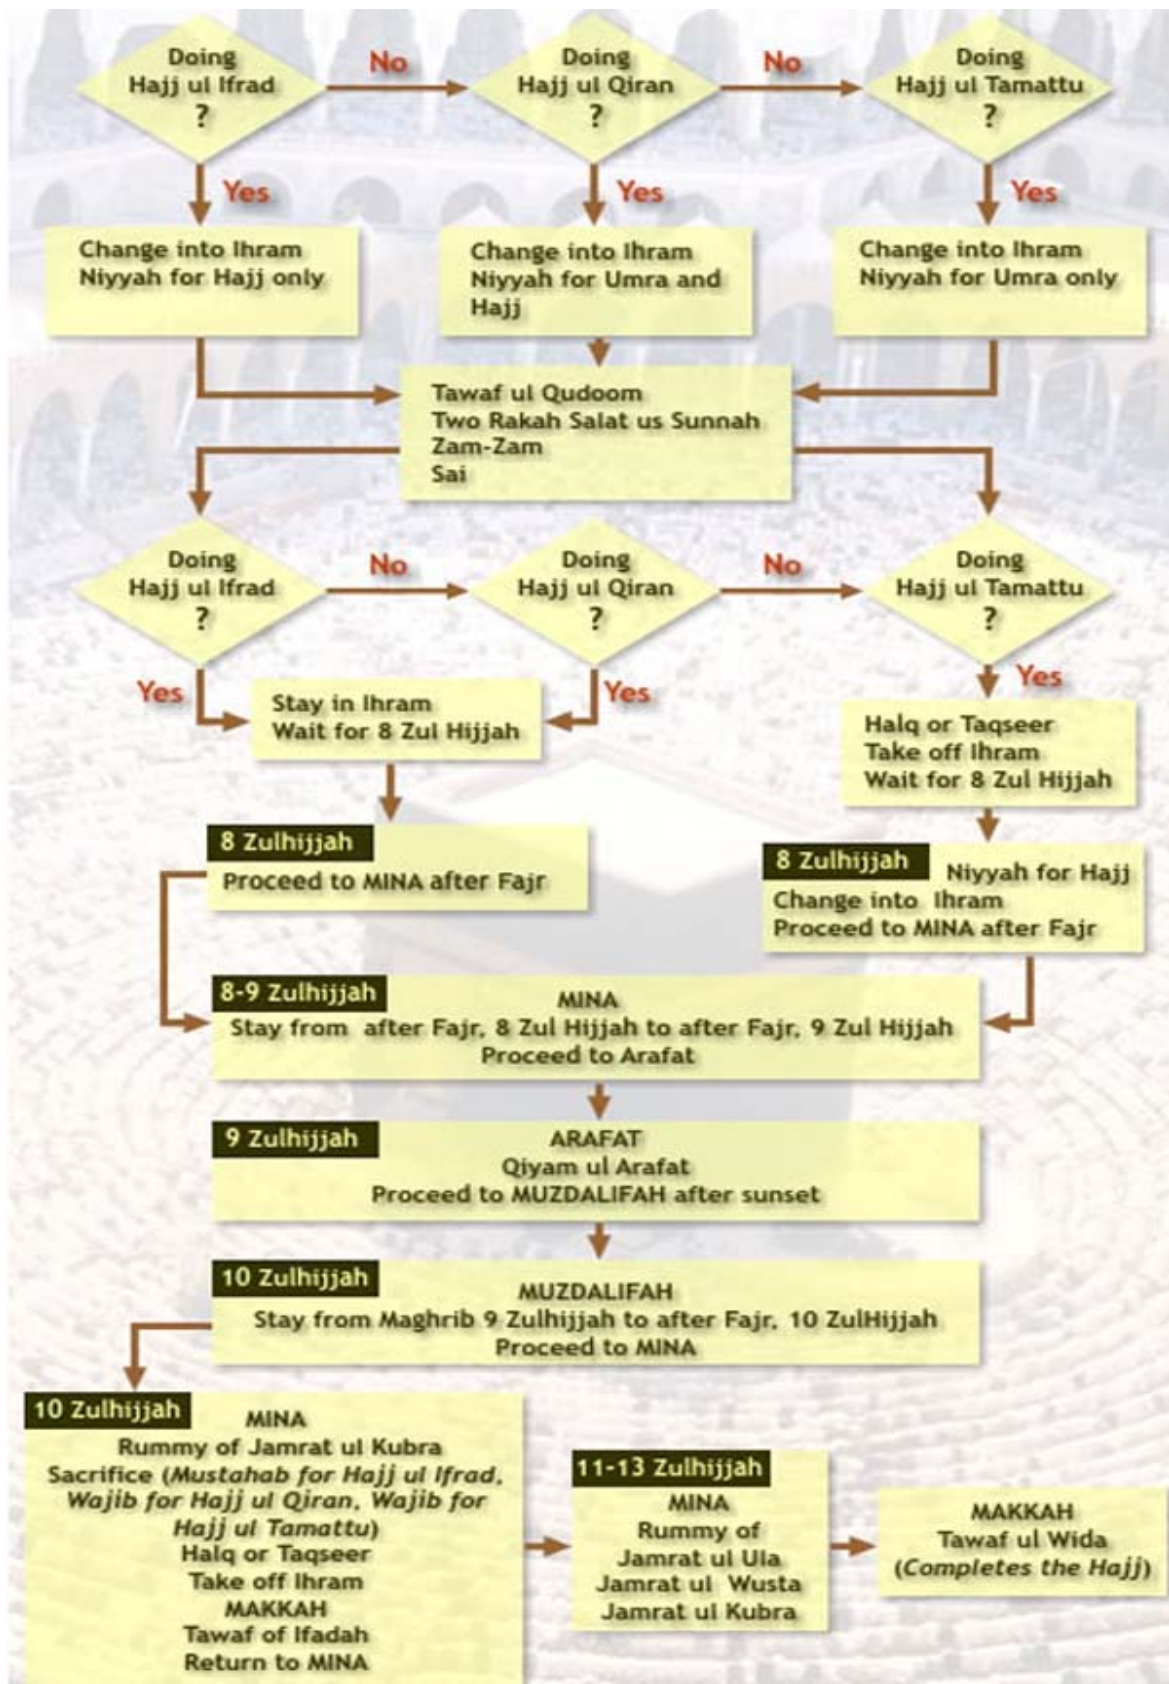 Doing
Hajj ul Ifrad
?
No
Doing
Hajj ul Qiran
?
No
Doing
Hajj ul Tamattu
?
Yes
Yes
Yes
Change into Ihram
Niyyah for Hajj only
Change into Ihram
Niyyah for Umra and
Hajj
Change into Ihram
Niyyah for Umra only
Tawaf ul Qudoom
Two Rakah Salat us Sunnah
Zam-Zam
Sai
Doing
Hajj ul Ifrad
?
No
Doing
Hajj ul Qiran
?
No
Doing
Hajj ul Tamattu
?
Yes
Yes
Yes
Stay in Ihram
Wait for 8 Zul Hijjah
Halq or Taqseer
Take off Ihram
Wait for 8 Zul Hijjah
8 Zulhijjah
Proceed to MINA after Fajr
8 Zulhijjah
Niyyah for Hajj
Change into Ihram
Proceed to MINA after Fajr
8-9 Zulhijjah
MINA
Stay from after Fajr, 8 Zul Hijjah to after Fajr, 9 Zul Hijjah
Proceed to Arafat
9 Zulhijjah
ARAFAT
Qiyam ul Arafat
Proceed to MUZDALIFAH after sunset
10 Zulhijjah
MUZDALIFAH
Stay from Maghrib 9 Zulhijjah to after Fajr, 10 ZulHijjah
Proceed to MINA
10 Zulhijjah
MINA
Rummy of Jamrat ul Kubra
Sacrifice (Mustahab for Hajj ul Ifrad,
Wajib for Hajj ul Qiran, Wajib for
Hajj ul Tamattu)
Halq or Taqseer
Take off Ihram
MAKKAH
Tawaf of Ifadah
Return to MINA
11-13 Zulhijjah
MINA
Rummy of
Jamrat ul Ula
Jamrat ul Wusta
Jamrat ul Kubra
MAKKAH
Tawaf ul Wida
(Completes the Hajj)